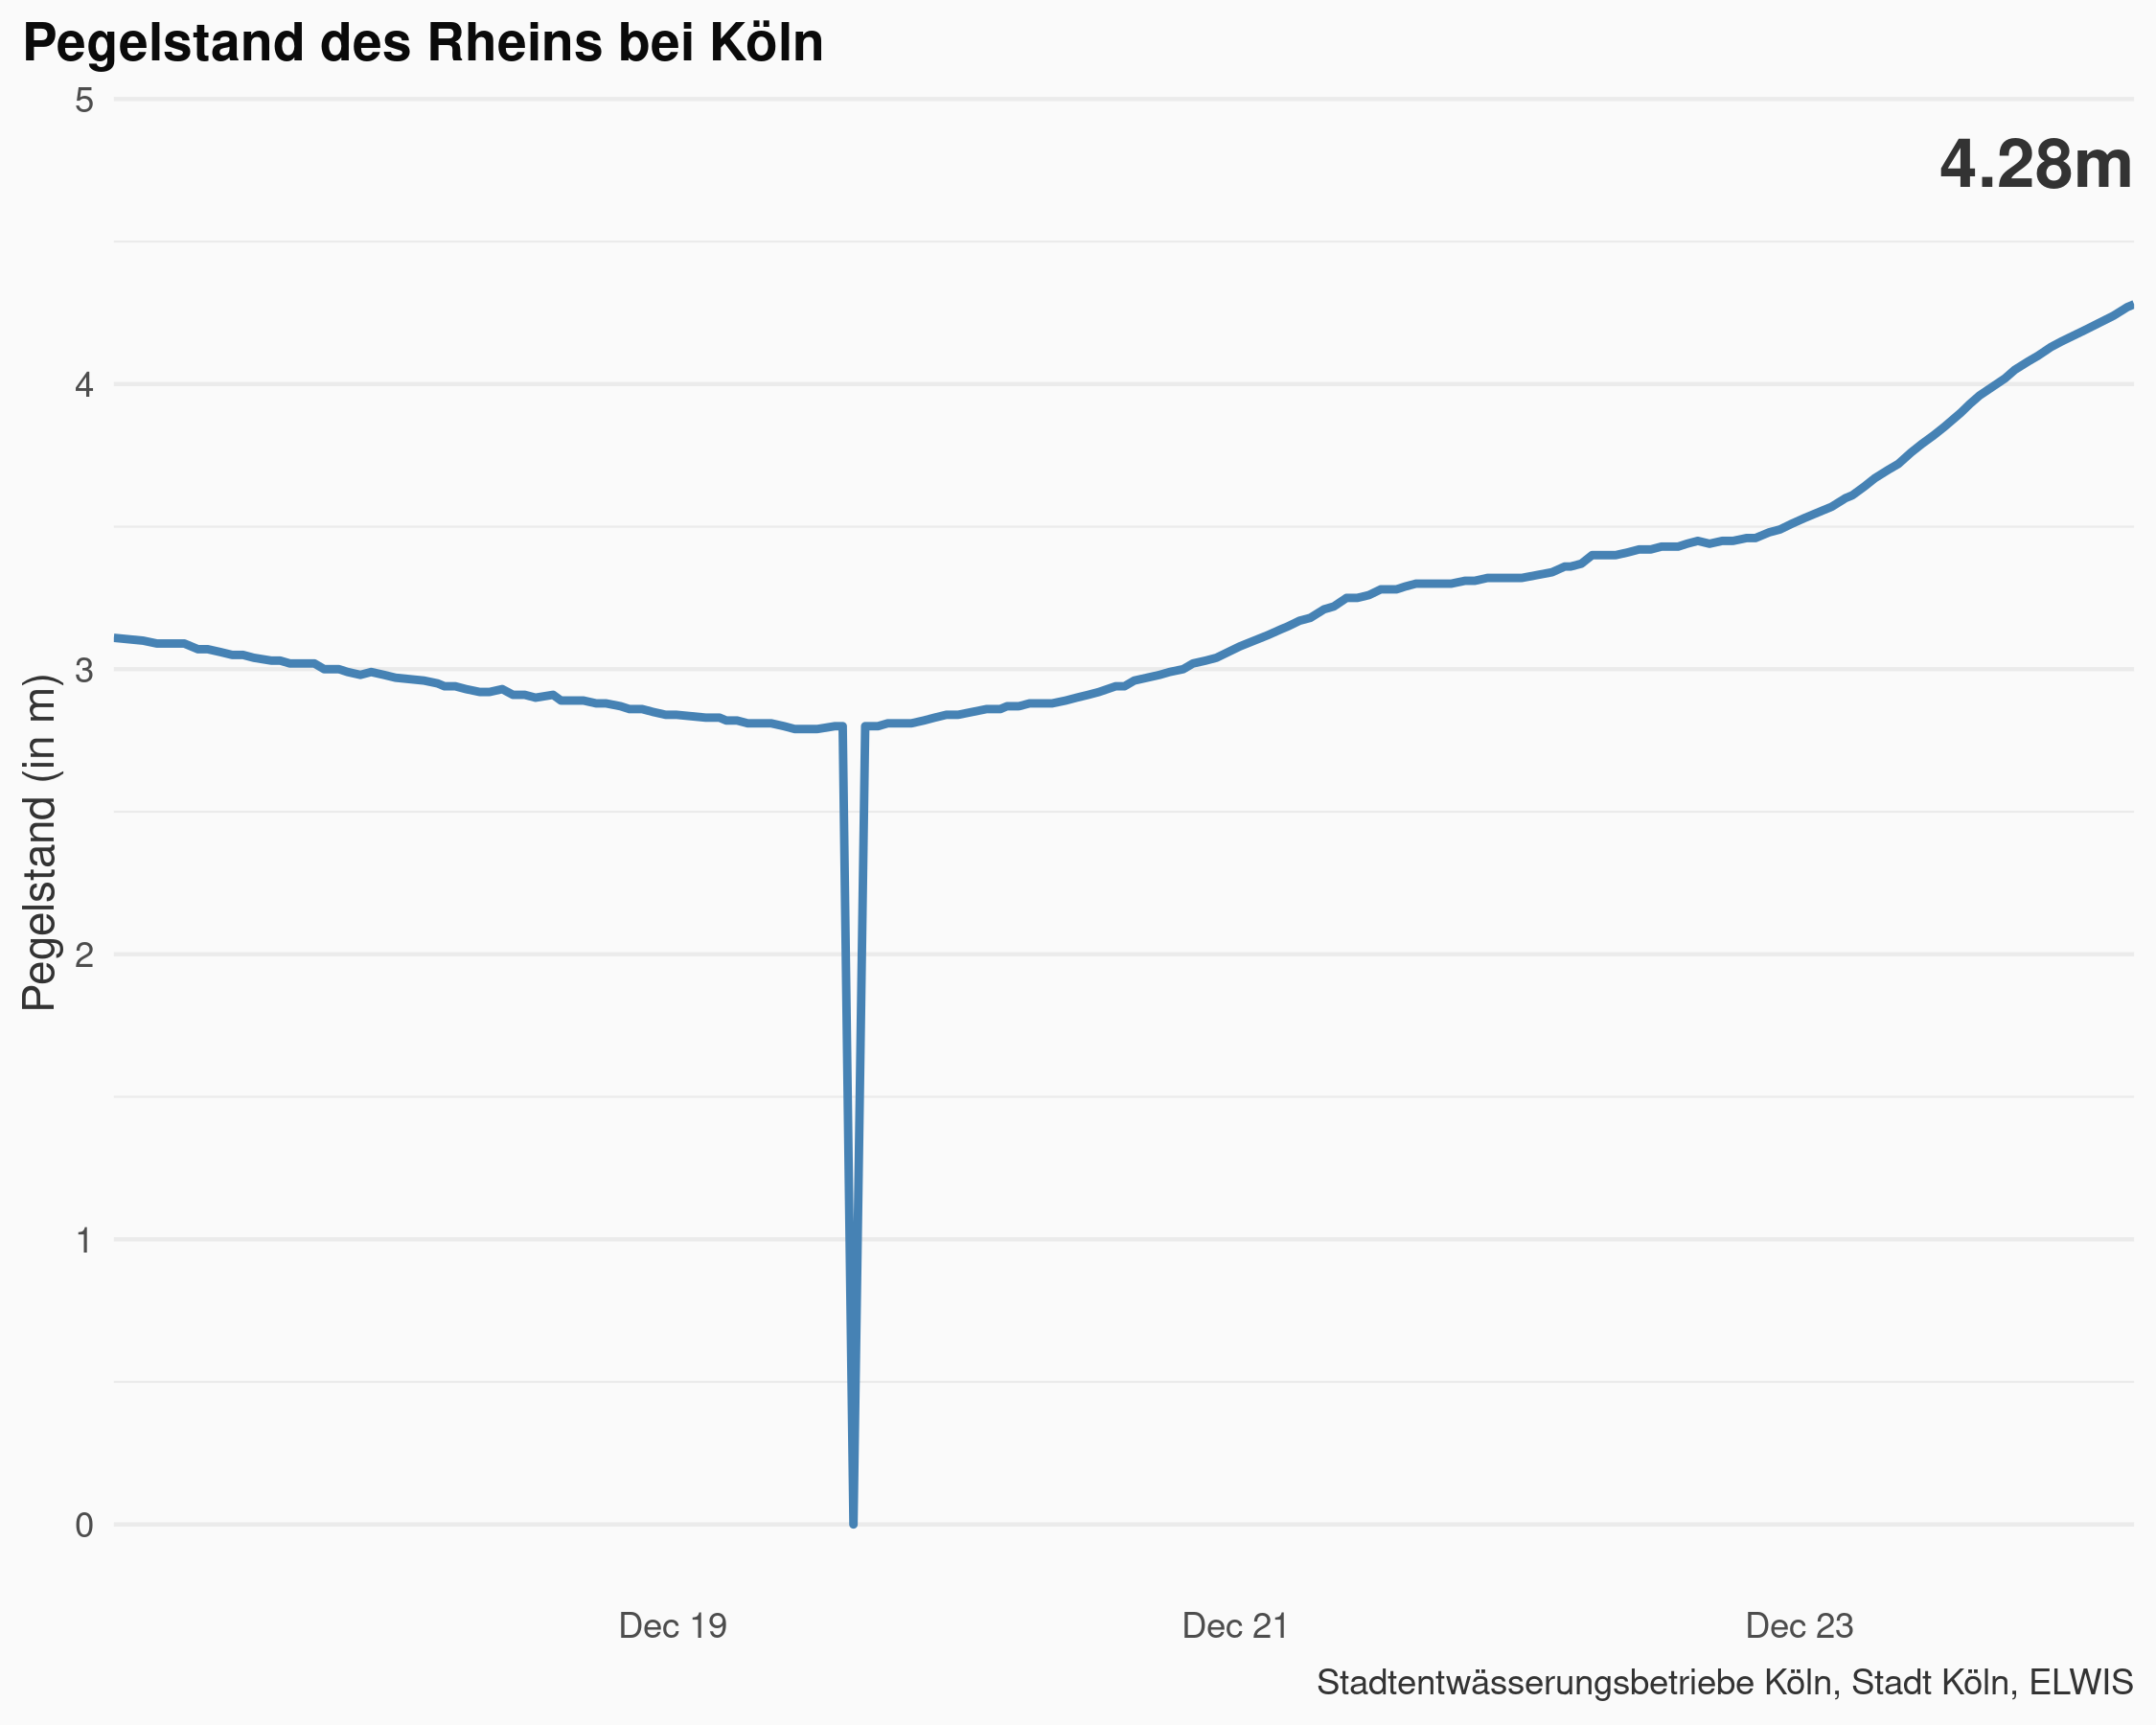 Pegelstand des Rheins bei Köln
5
4.28m
4
3
Pegelstand (in m)
2
1
0
Dec 19
Dec 21
Dec 23
Stadtentwässerungsbetriebe Köln, Stadt Köln, ELWIS